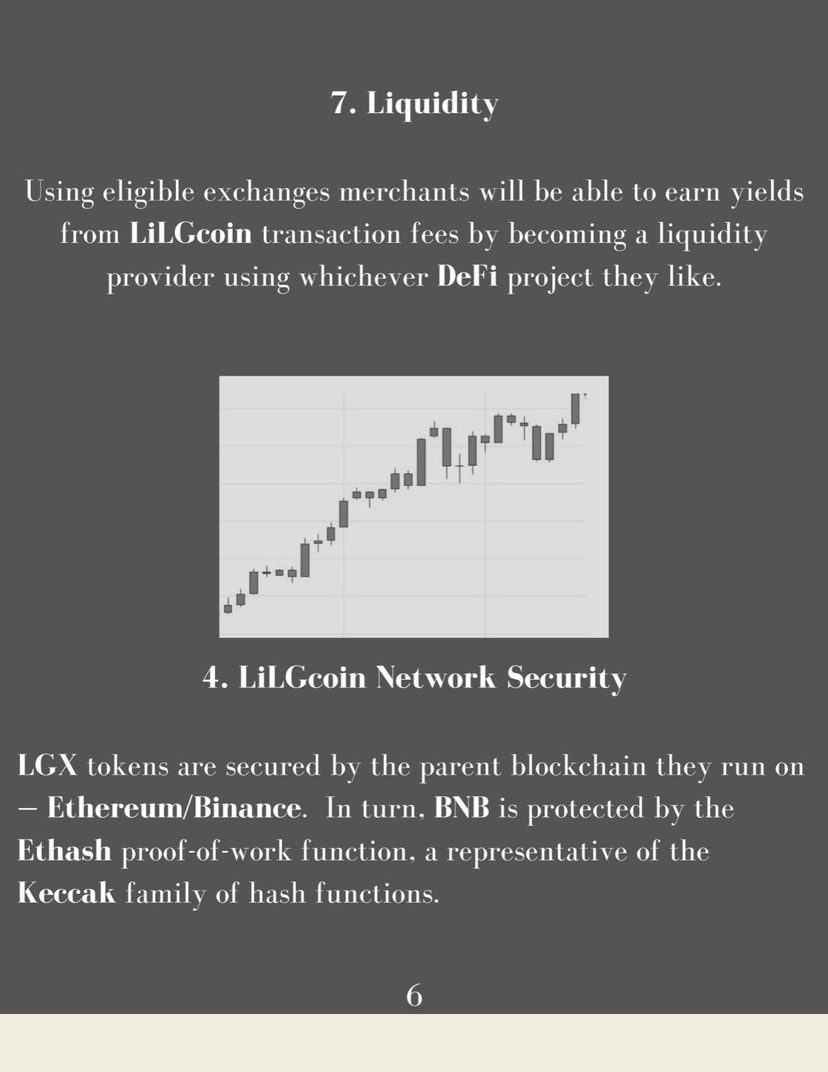 7. Liquidity
Using eligible exchanges merchants will be able to earn yields
from LiLGcoin transaction fees by becoming a liquidity
provider using whichever DeFi project they like.
4. LiLGcoin Network Security
LGX tokens are secured by the parent blockchain they run on
– Ethereum/Binance. In turn, BNB is protected by the
Ethash proof-of-work function, a representative of the
Keccak family of hash functions.
6